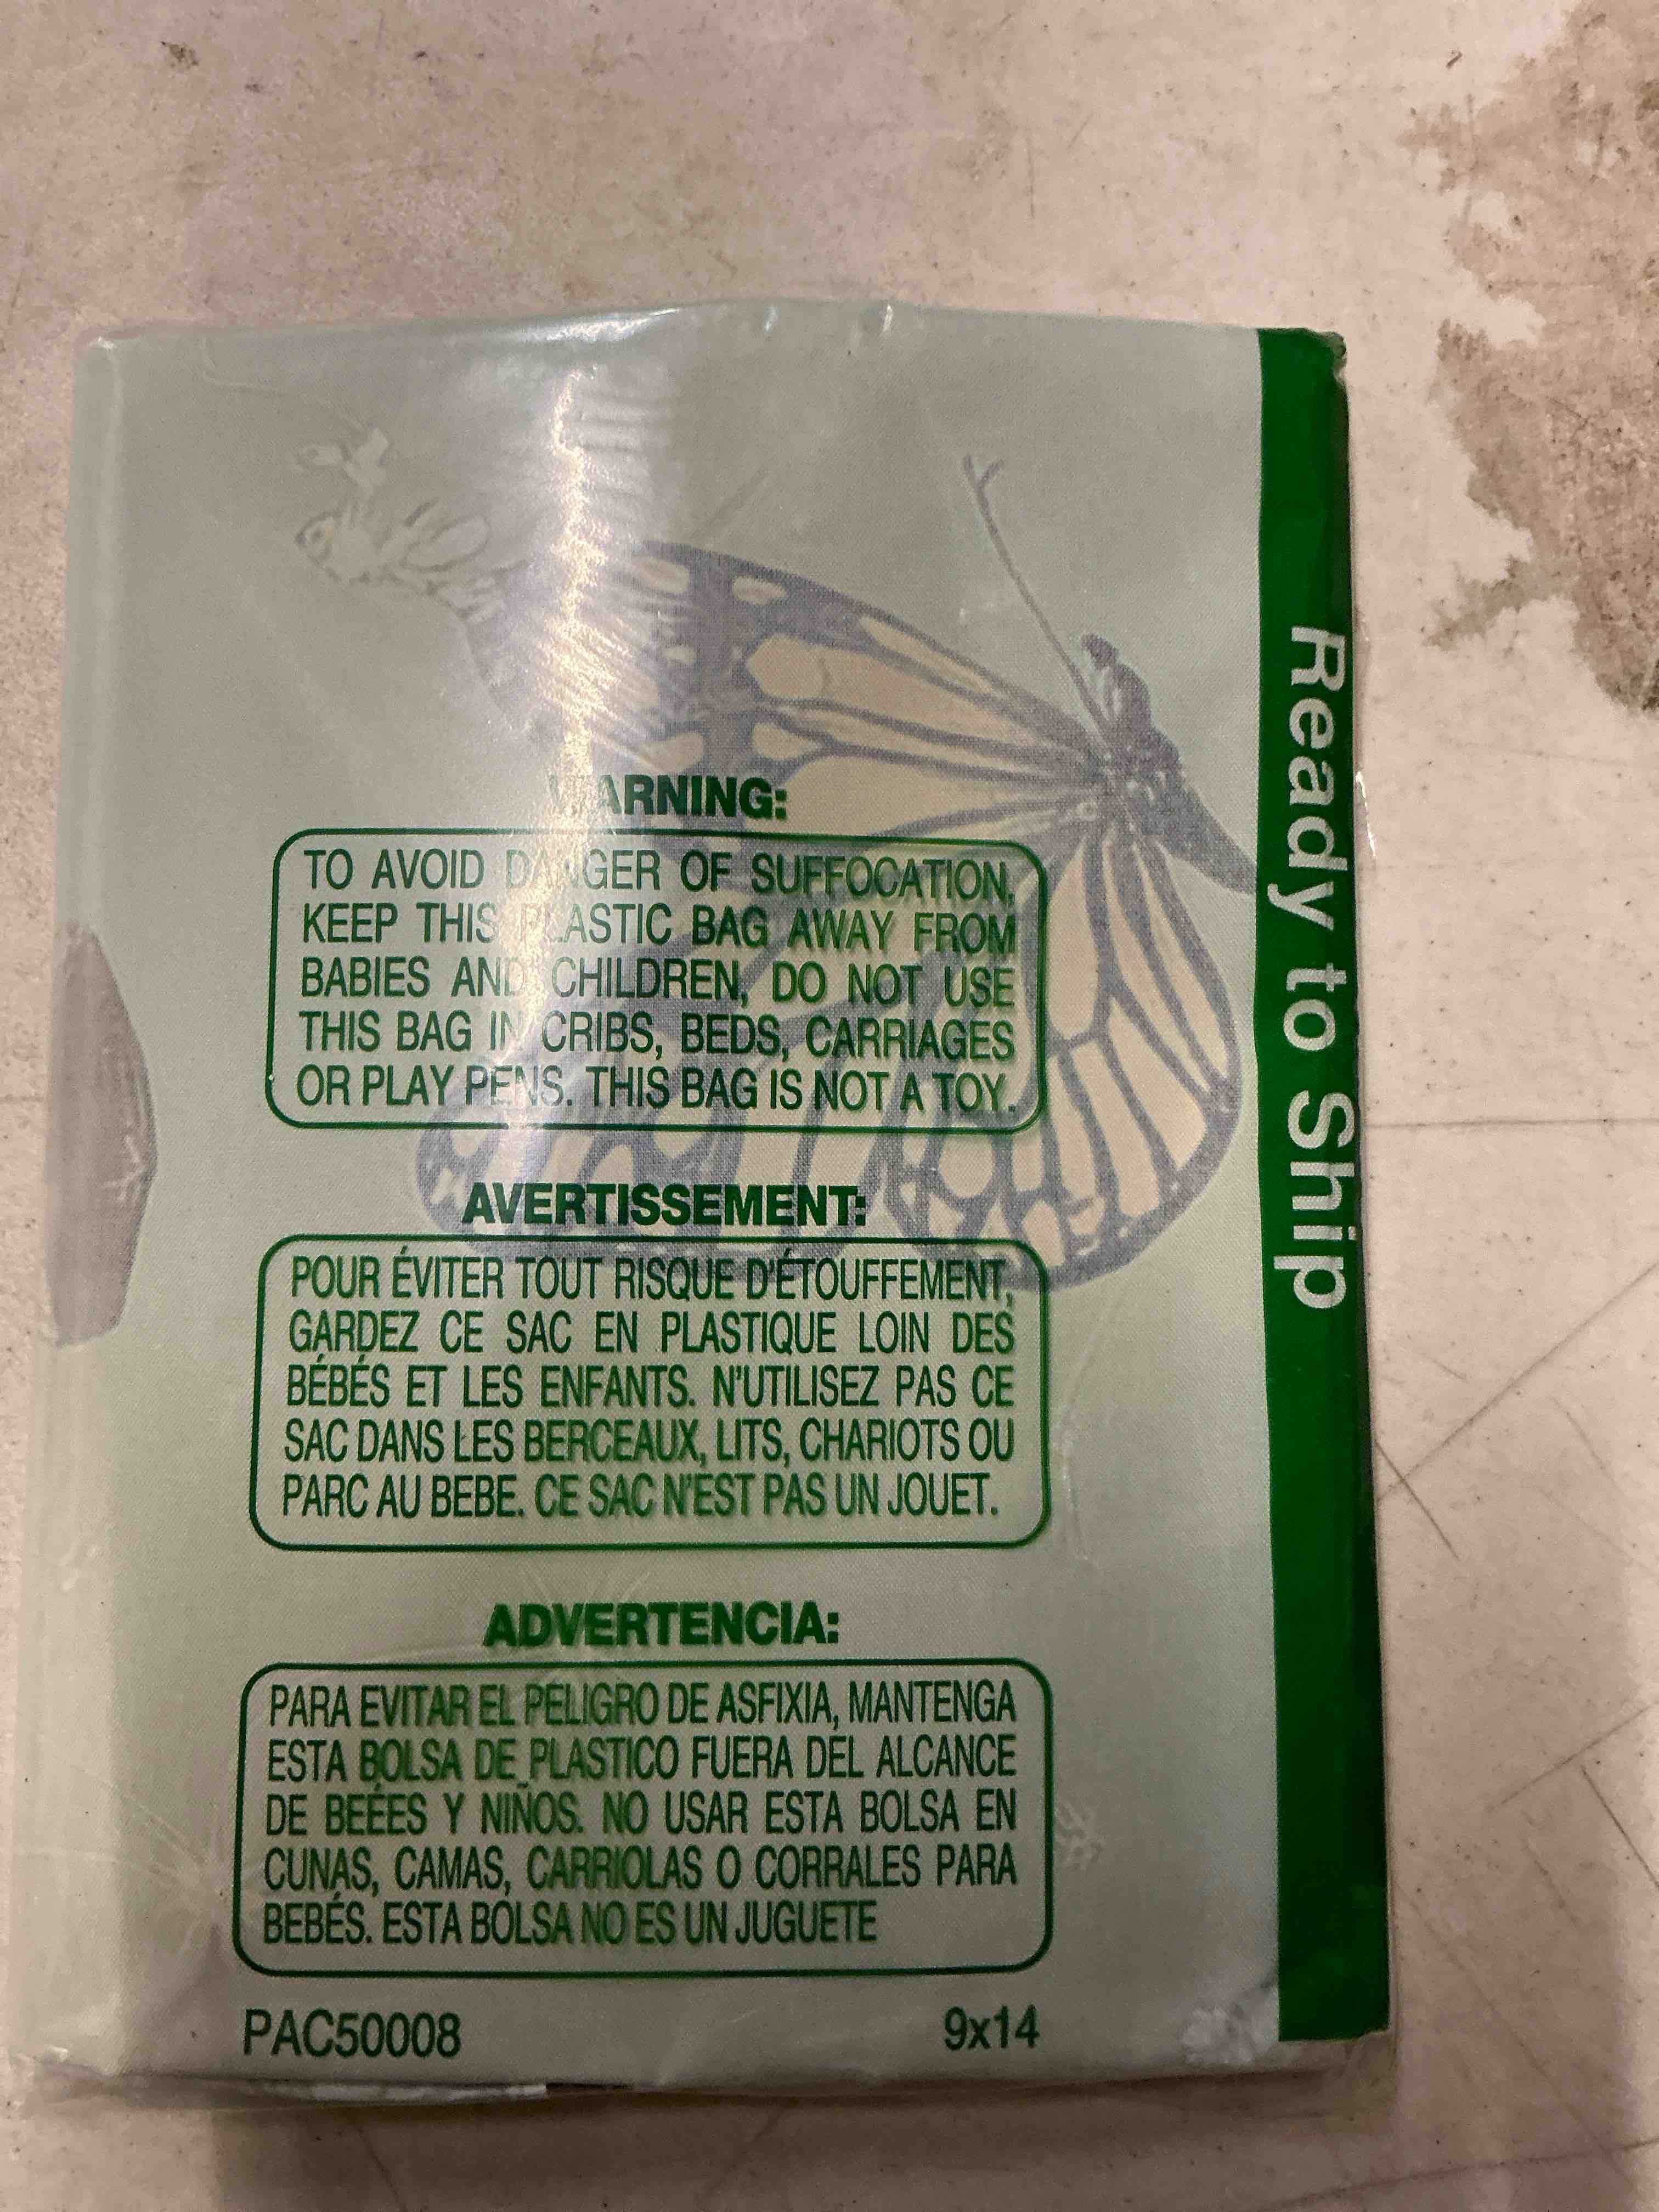 WARNING:
TO AVOID DANGER OF SUFFOCATION,
KEEP THIS PLASTIC BAG AWAY FROM
BABIES AND CHILDREN, DO NOT USE
THIS BAG IN CRIBS, BEDS, CARRIAGES
OR PLAY PENS. THIS BAG IS NOT A TOY.
AVERTISSEMENT:
POUR ÉVITER TOUT RISQUE D'ÉTOUFFEMENT,
GARDEZ CE SAC EN PLASTIQUE LOIN DES
BÉBÉS ET LES ENFANTS. N'UTILISEZ PAS CE
SAC DANS LES BERCEAUX, LITS, CHARIOTS OU
PARC AU BEBE. CE SAC N'EST PAS UN JOUET.
ADVERTENCIA:
PARA EVITAR EL PELIGRO DE ASFIXIA, MANTENGA
ESTA BOLSA DE PLASTICO FUERA DEL ALCANCE
DE BEÉES Y NIÑOS. NO USAR ESTA BOLSA EN
CUNAS, CAMAS, CARRIOLAS O CORRALES PARA
BEBÉS. ESTA BOLSA NO ES UN JUGUETE
PAC50008 9x14
Ready to Ship